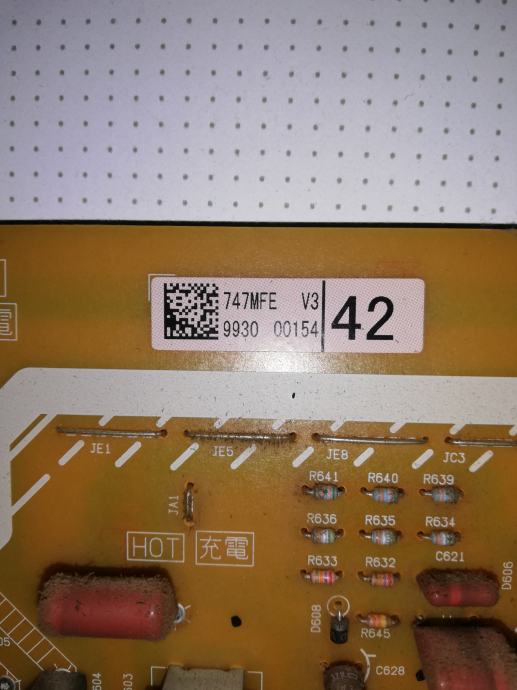 747MFE V3
9930 00154
42
電
JE1
JE5
JE8
JC3
JA1
R641
R640
R639
R636
R635
R634
HOT
充電
R633
R632
C621
D606
D608
R645
C628